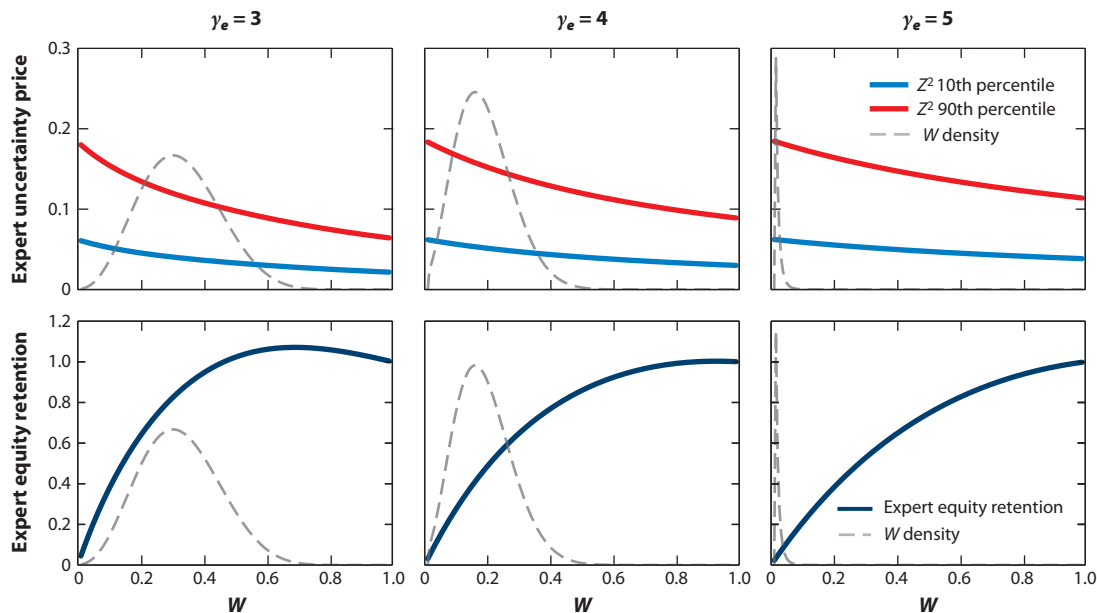 γe = 3
γe = 4
γe = 5
Expert uncertainty price
0.3
0.2
0.1
0
Z² 10th percentile
Z² 90th percentile
W density
Expert equity retention
1.2
1.0
0.8
0.6
0.4
0.2
0
Expert equity retention
W density
0 0.2 0.4 0.6 0.8 1.0
0 0.2 0.4 0.6 0.8 1.0
0 0.2 0.4 0.6 0.8 1.0
W
W
W